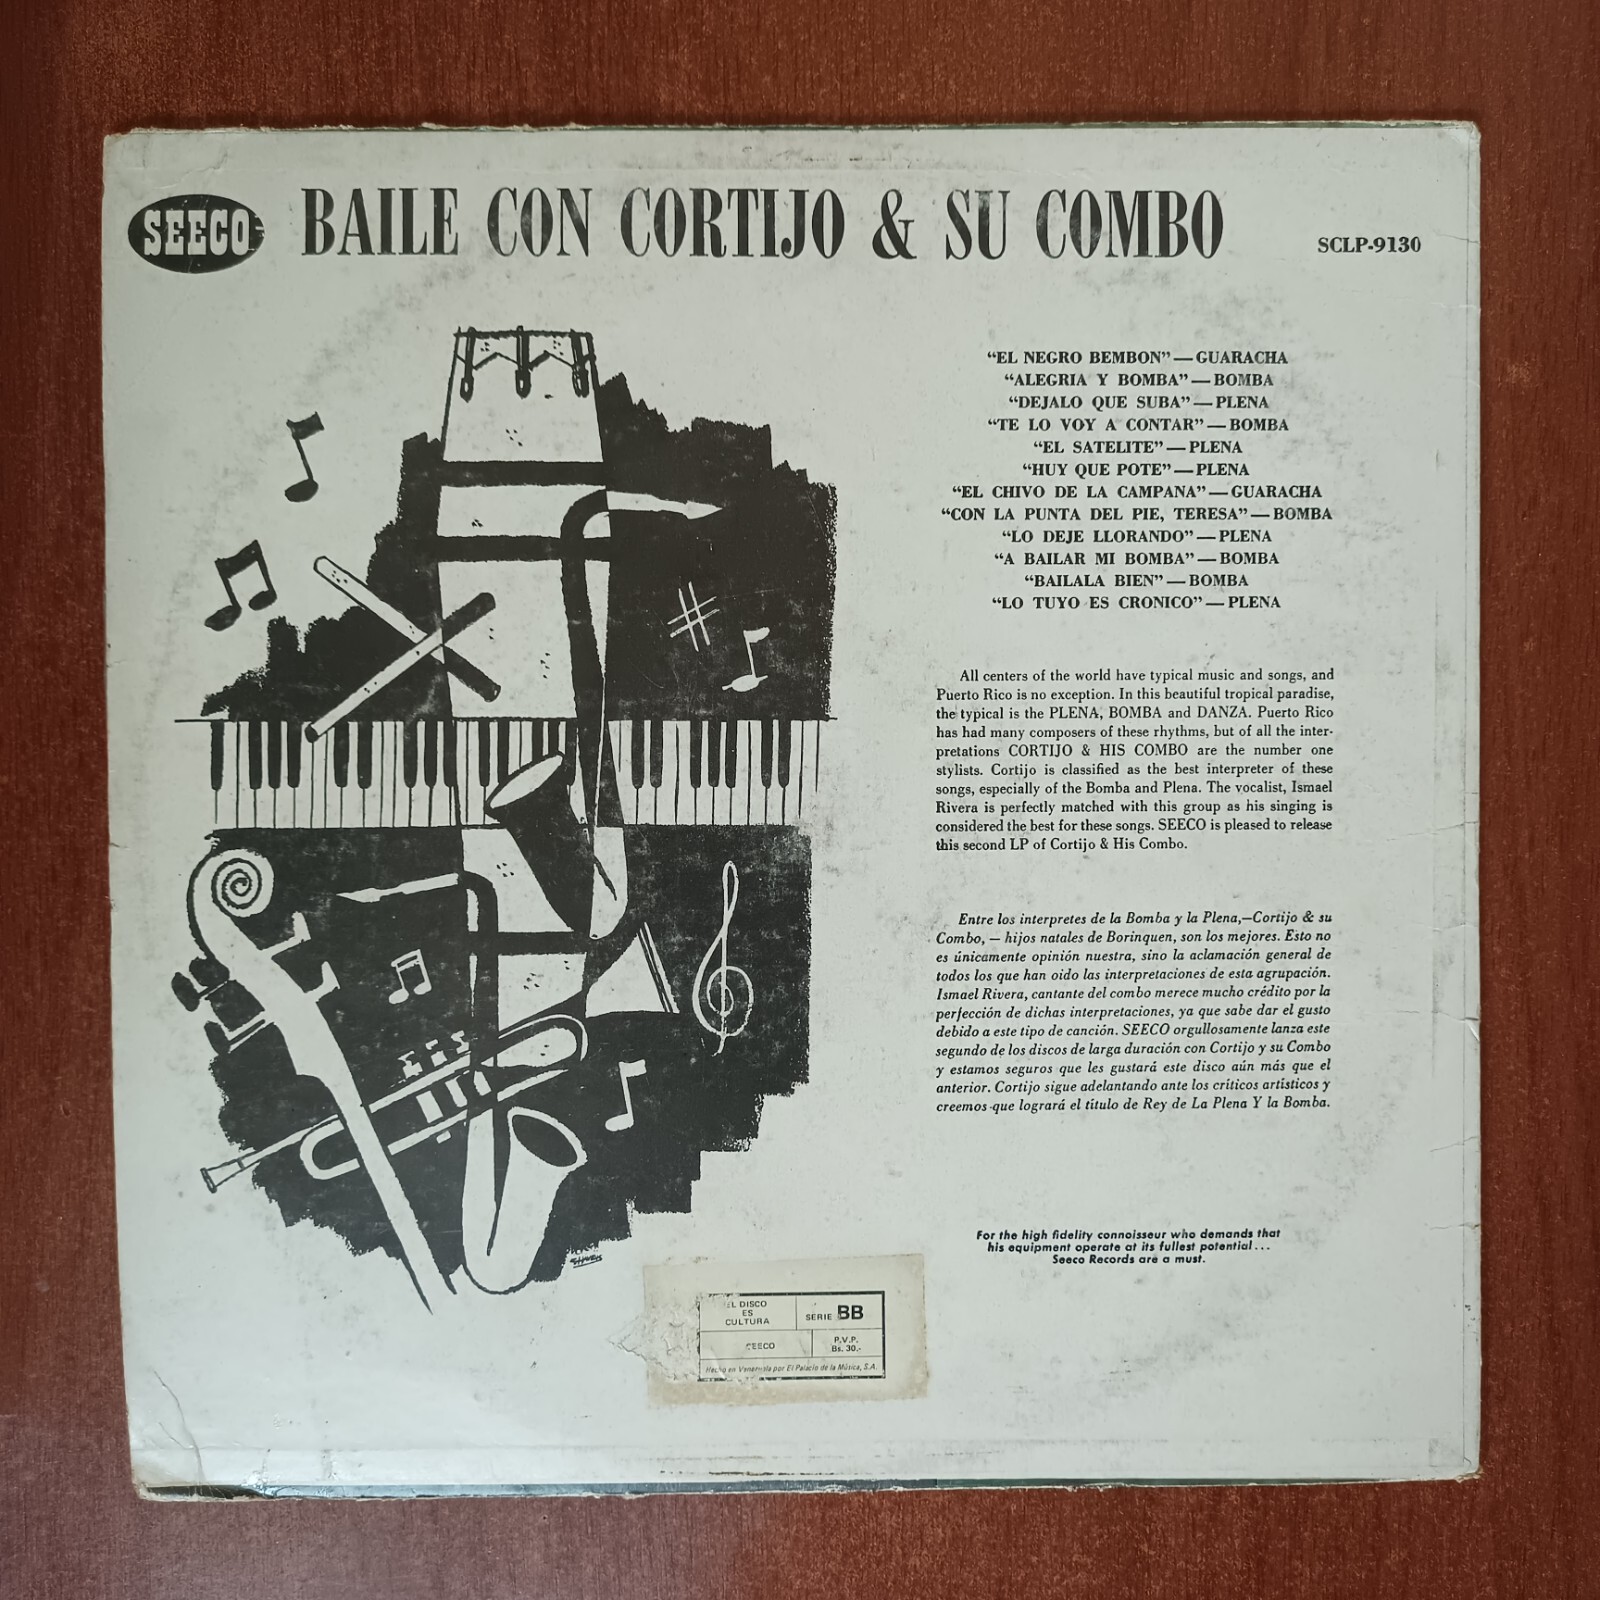 SEECO
BAILE CON CORTIJO & SU COMBO
SCLP-9130
“EL NEGRO BEMBON”—GUARACHA
“ALEGRIA Y BOMBA”—BOMBA
“DEJALO QUE SUBA”—PLENA
“TE LO VOY A CONTAR”—BOMBA
“EL SATELITE”—PLENA
“HUY QUE POTE”—PLENA
“EL CHIVO DE LA CAMPANA”—GUARACHA
“CON LA PUNTA DEL PIE, TERESA”—BOMBA
“LO DEJE LLORANDO”—PLENA
“A BAILAR MI BOMBA”—BOMBA
“BAILALA BIEN”—BOMBA
“LO TUYO ES CRONICO”—PLENA
All centers of the world have typical music and songs, and
Puerto Rico is no exception. In this beautiful tropical paradise,
the typical is the PLENA, BOMBA and DANZA. Puerto Rico
has had many composers of these rhythms, but of all the inter-
pretations CORTIJO & HIS COMBO are the number one
stylists. Cortijo is classified as the best interpreter of these
songs, especially of the Bomba and Plena. The vocalist, Ismael
Rivera is perfectly matched with this group as his singing is
considered the best for these songs. SEECO is pleased to release
this second LP of Cortijo & His Combo.
Entre los interpretes de la Bomba y la Plena,—Cortijo & su
Combo, — hijos natales de Borinquen, son los mejores. Esto no
es únicamente opinión nuestra, sino la aclamación general de
todos los que han oido las interpretaciones de esta agrupación.
Ismael Rivera, cantante del combo merece mucho crédito por la
perfección de dichas interpretaciones, ya que sabe dar el gusto
debido a este tipo de canción. SEECO orgullosamente lanza este
segundo de los discos de larga duración con Cortijo y su Combo
y estamos seguros que les gustará este disco aún más que el
anterior. Cortijo sigue adelantando ante los críticos artísticos y
creemos que logrará el título de Rey de La Plena Y la Bomba.
For the high fidelity connoisseur who demands that
his equipment operate at its fullest potential...
Seeco Records are a must.
EL DISCO
ES
CULTURA
SERIE BB
SEECO
P.V.P.
Bs. 30.-
Hecho en Venezuela por El Palacio de la Música, S.A.